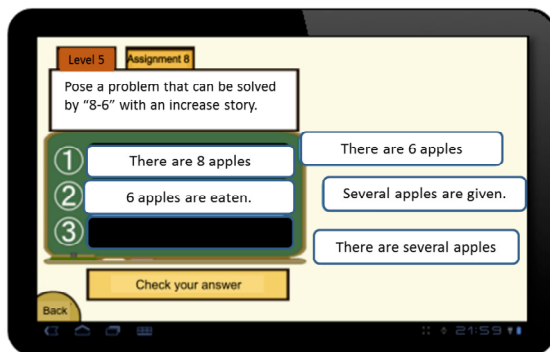 Level 5
Assignment 8
Pose a problem that can be solved
by “8-6” with an increase story.
① There are 8 apples
② 6 apples are eaten.
③
There are 6 apples
Several apples are given.
There are several apples
Check your answer
Back
21:59